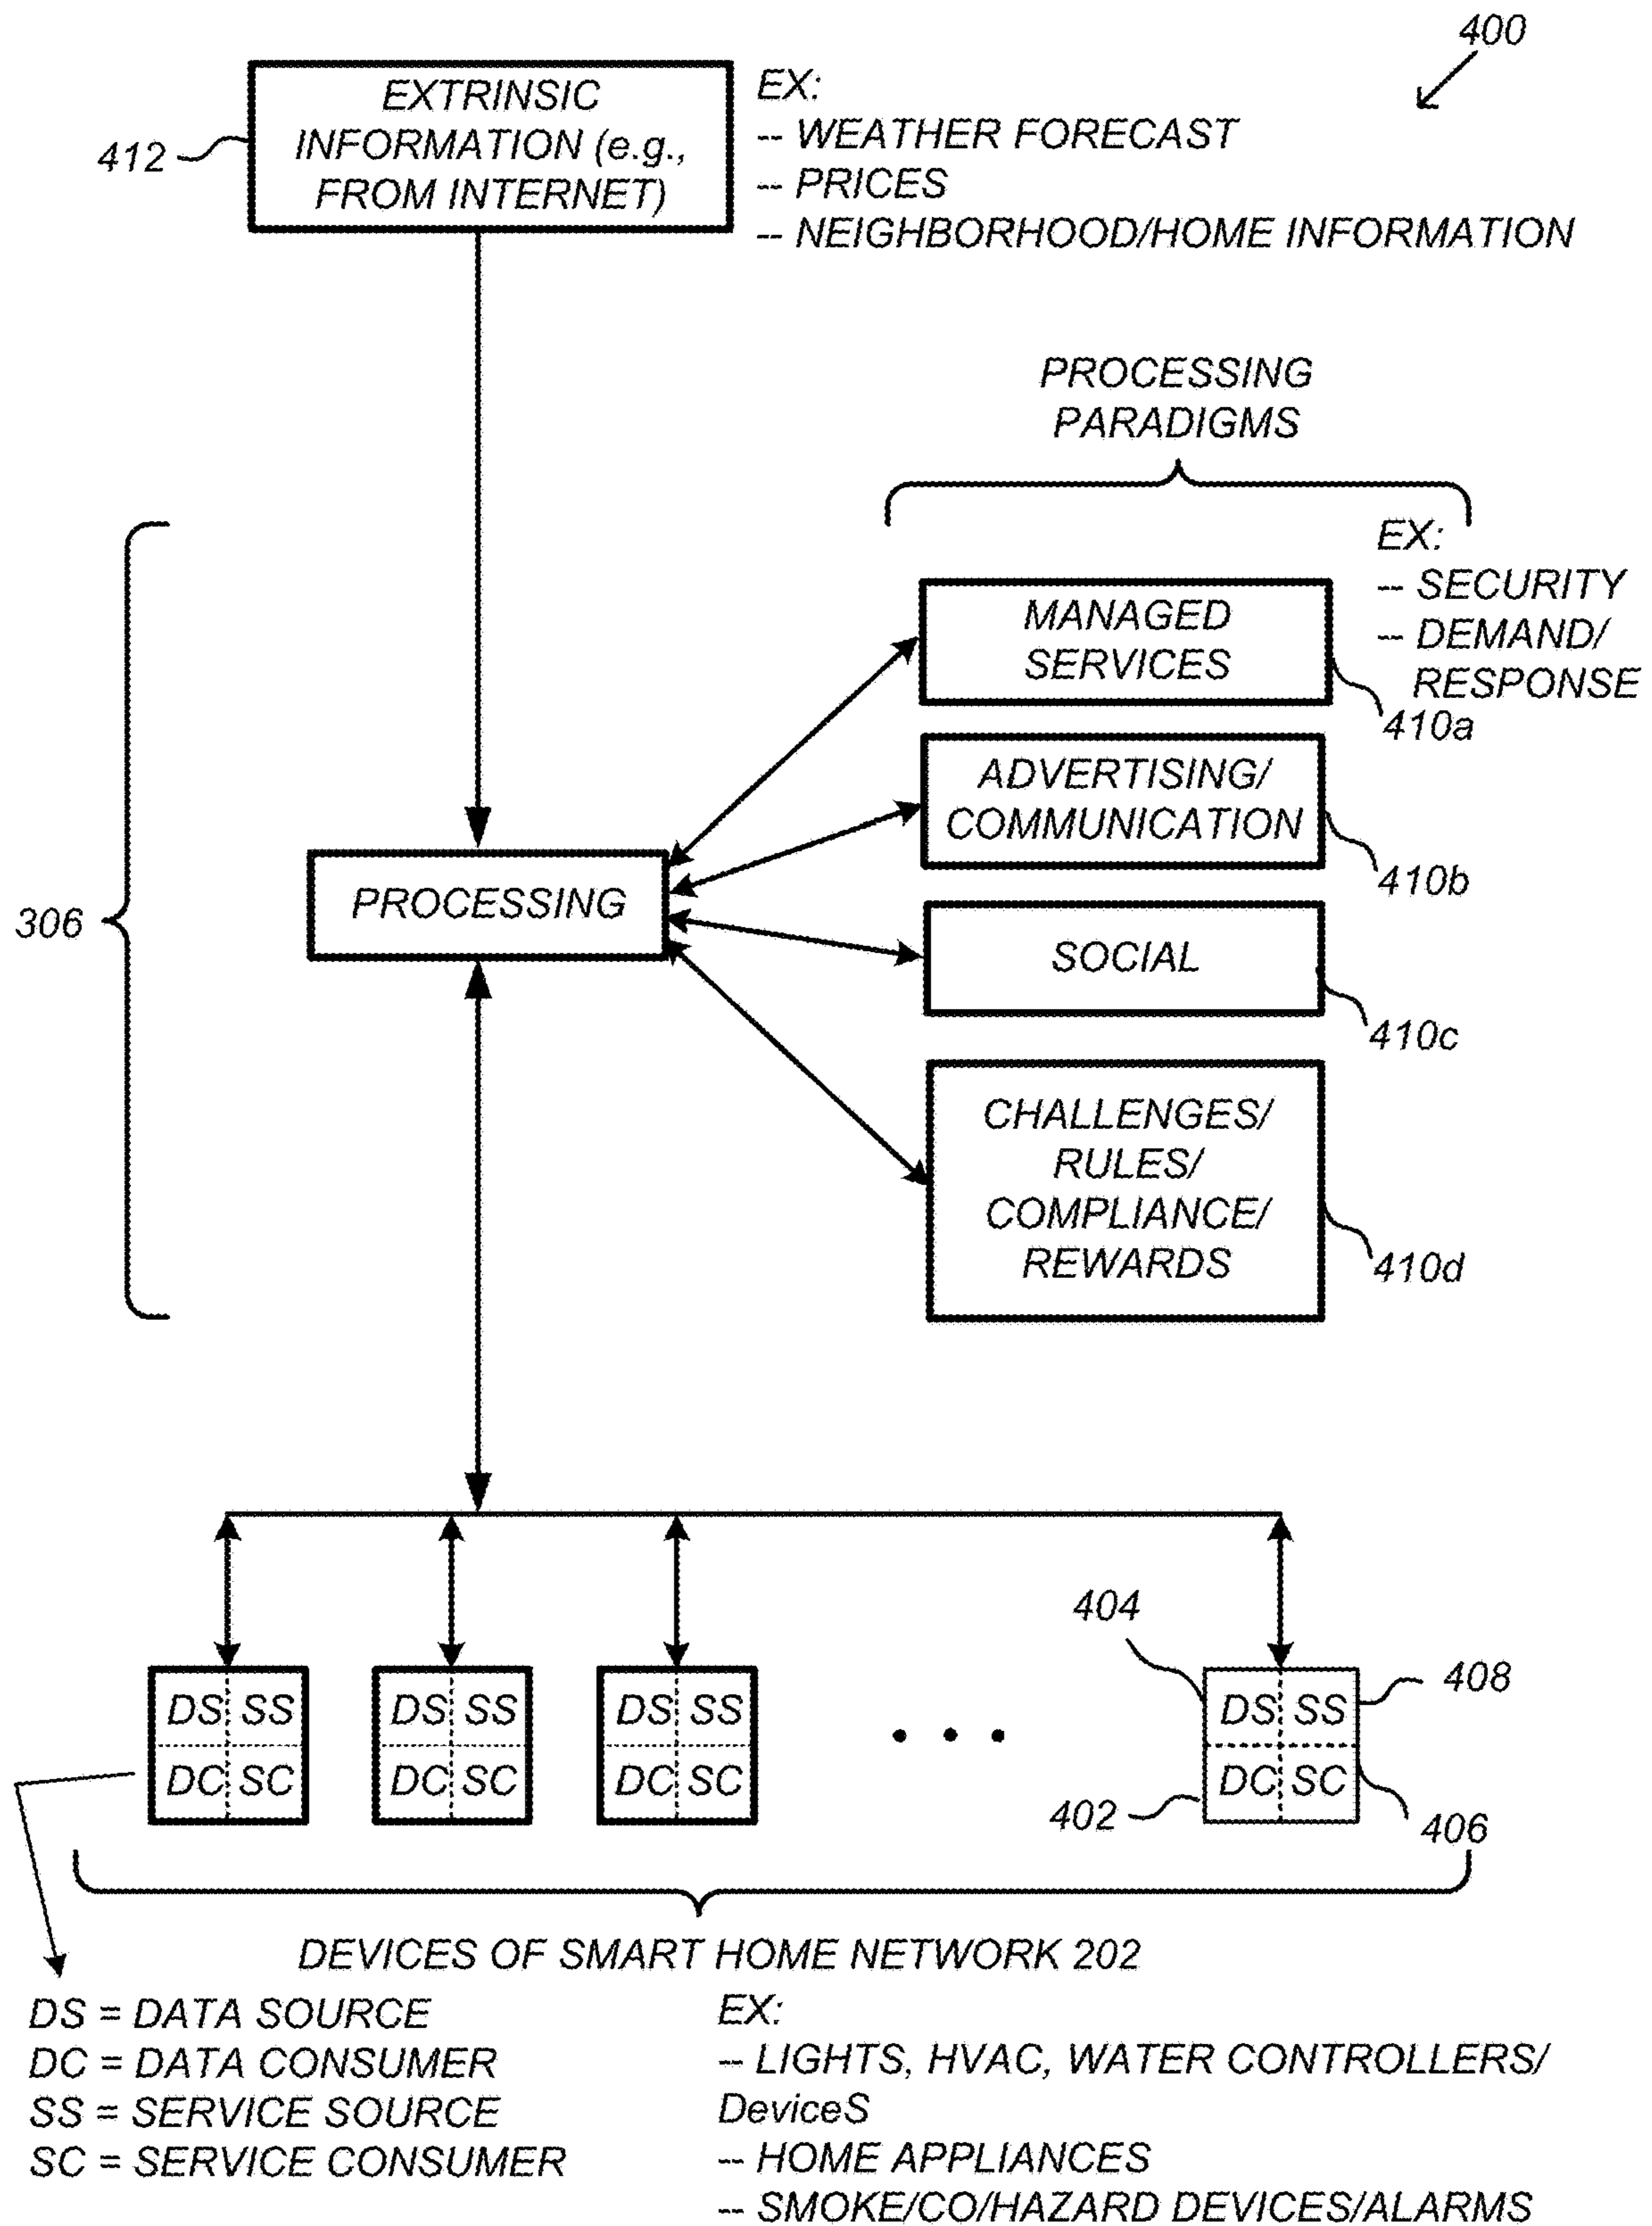 400
EXTRINSIC
INFORMATION (e.g.,
FROM INTERNET)
412
EX:
-- WEATHER FORECAST
-- PRICES
-- NEIGHBORHOOD/HOME INFORMATION
PROCESSING
PARADIGMS
EX:
-- SECURITY
-- DEMAND/
RESPONSE
MANAGED
SERVICES
410a
ADVERTISING/
COMMUNICATION
410b
306
PROCESSING
SOCIAL
410c
CHALLENGES/
RULES/
COMPLIANCE/
REWARDS
410d
404
408
DS SS
DC SC
DS SS
DC SC
DS SS
DC SC
DS SS
DC SC
402
406
DEVICES OF SMART HOME NETWORK 202
DS = DATA SOURCE
DC = DATA CONSUMER
SS = SERVICE SOURCE
SC = SERVICE CONSUMER
EX:
-- LIGHTS, HVAC, WATER CONTROLLERS/
DeviceS
-- HOME APPLIANCES
-- SMOKE/CO/HAZARD DEVICES/ALARMS